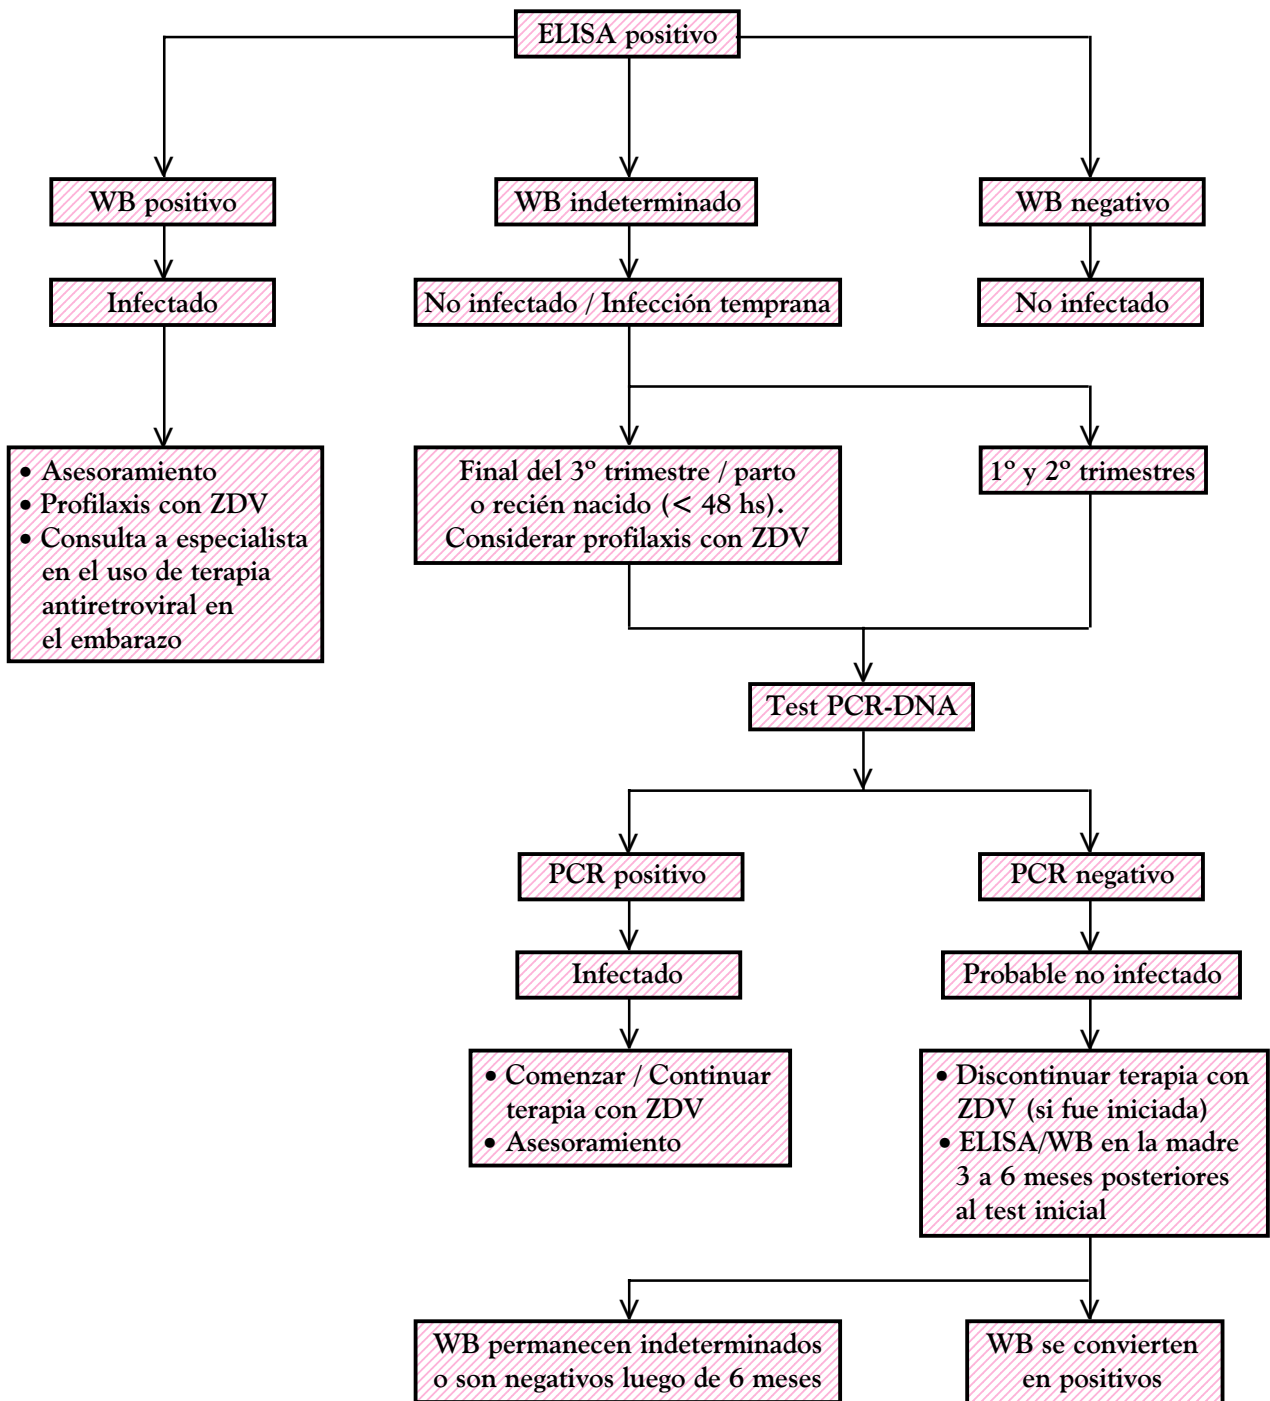 ELISA positivo
WB positivo
WB indeterminado
WB negativo
Infectado
No infectado / Infección temprana
No infectado
• Asesoramiento
• Profilaxis con ZDV
• Consulta a especialista
en el uso de terapia
antiretroviral en
el embarazo
Final del 3º trimestre / parto
o recién nacido (< 48 hs).
Considerar profilaxis con ZDV
1º y 2º trimestres
Test PCR-DNA
PCR positivo
PCR negativo
Infectado
Probable no infectado
• Comenzar / Continuar
terapia con ZDV
• Asesoramiento
• Discontinuar terapia con
ZDV (si fue iniciada)
• ELISA/WB en la madre
3 a 6 meses posteriores
al test inicial
WB permanecen indeterminados
o son negativos luego de 6 meses
WB se convierten
en positivos